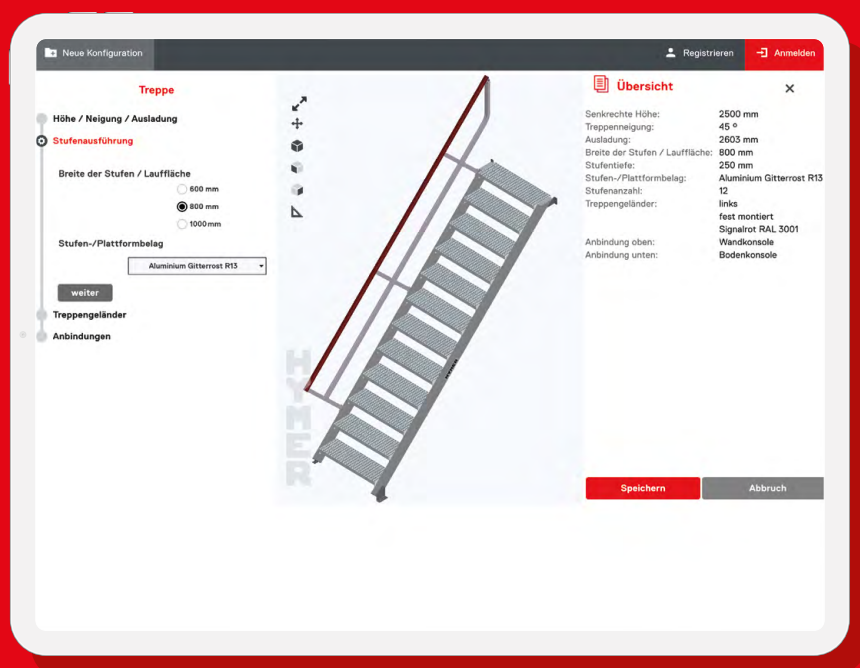 Neue Konfiguration
Registrieren
Anmelden
Treppe
Höhe / Neigung / Ausladung
Stufenausführung
Breite der Stufen / Lauffläche
600 mm
800 mm
1000 mm
Stufen-/Plattformbelag
Aluminium Gitterrost R13
weiter
Treppengeländer
Anbindungen
HYMER
HYMER
Übersicht
Senkrechte Höhe: 2500 mm
Treppenneigung: 45 °
Ausladung: 2603 mm
Breite der Stufen / Lauffläche: 800 mm
Stufentiefe: 250 mm
Stufen-/Plattformbelag: Aluminium Gitterrost R13
Stufenanzahl: 12
Treppengeländer: links
fest montiert
Signalrot RAL 3001
Anbindung oben: Wandkonsole
Anbindung unten: Bodenkonsole
Speichern
Abbruch